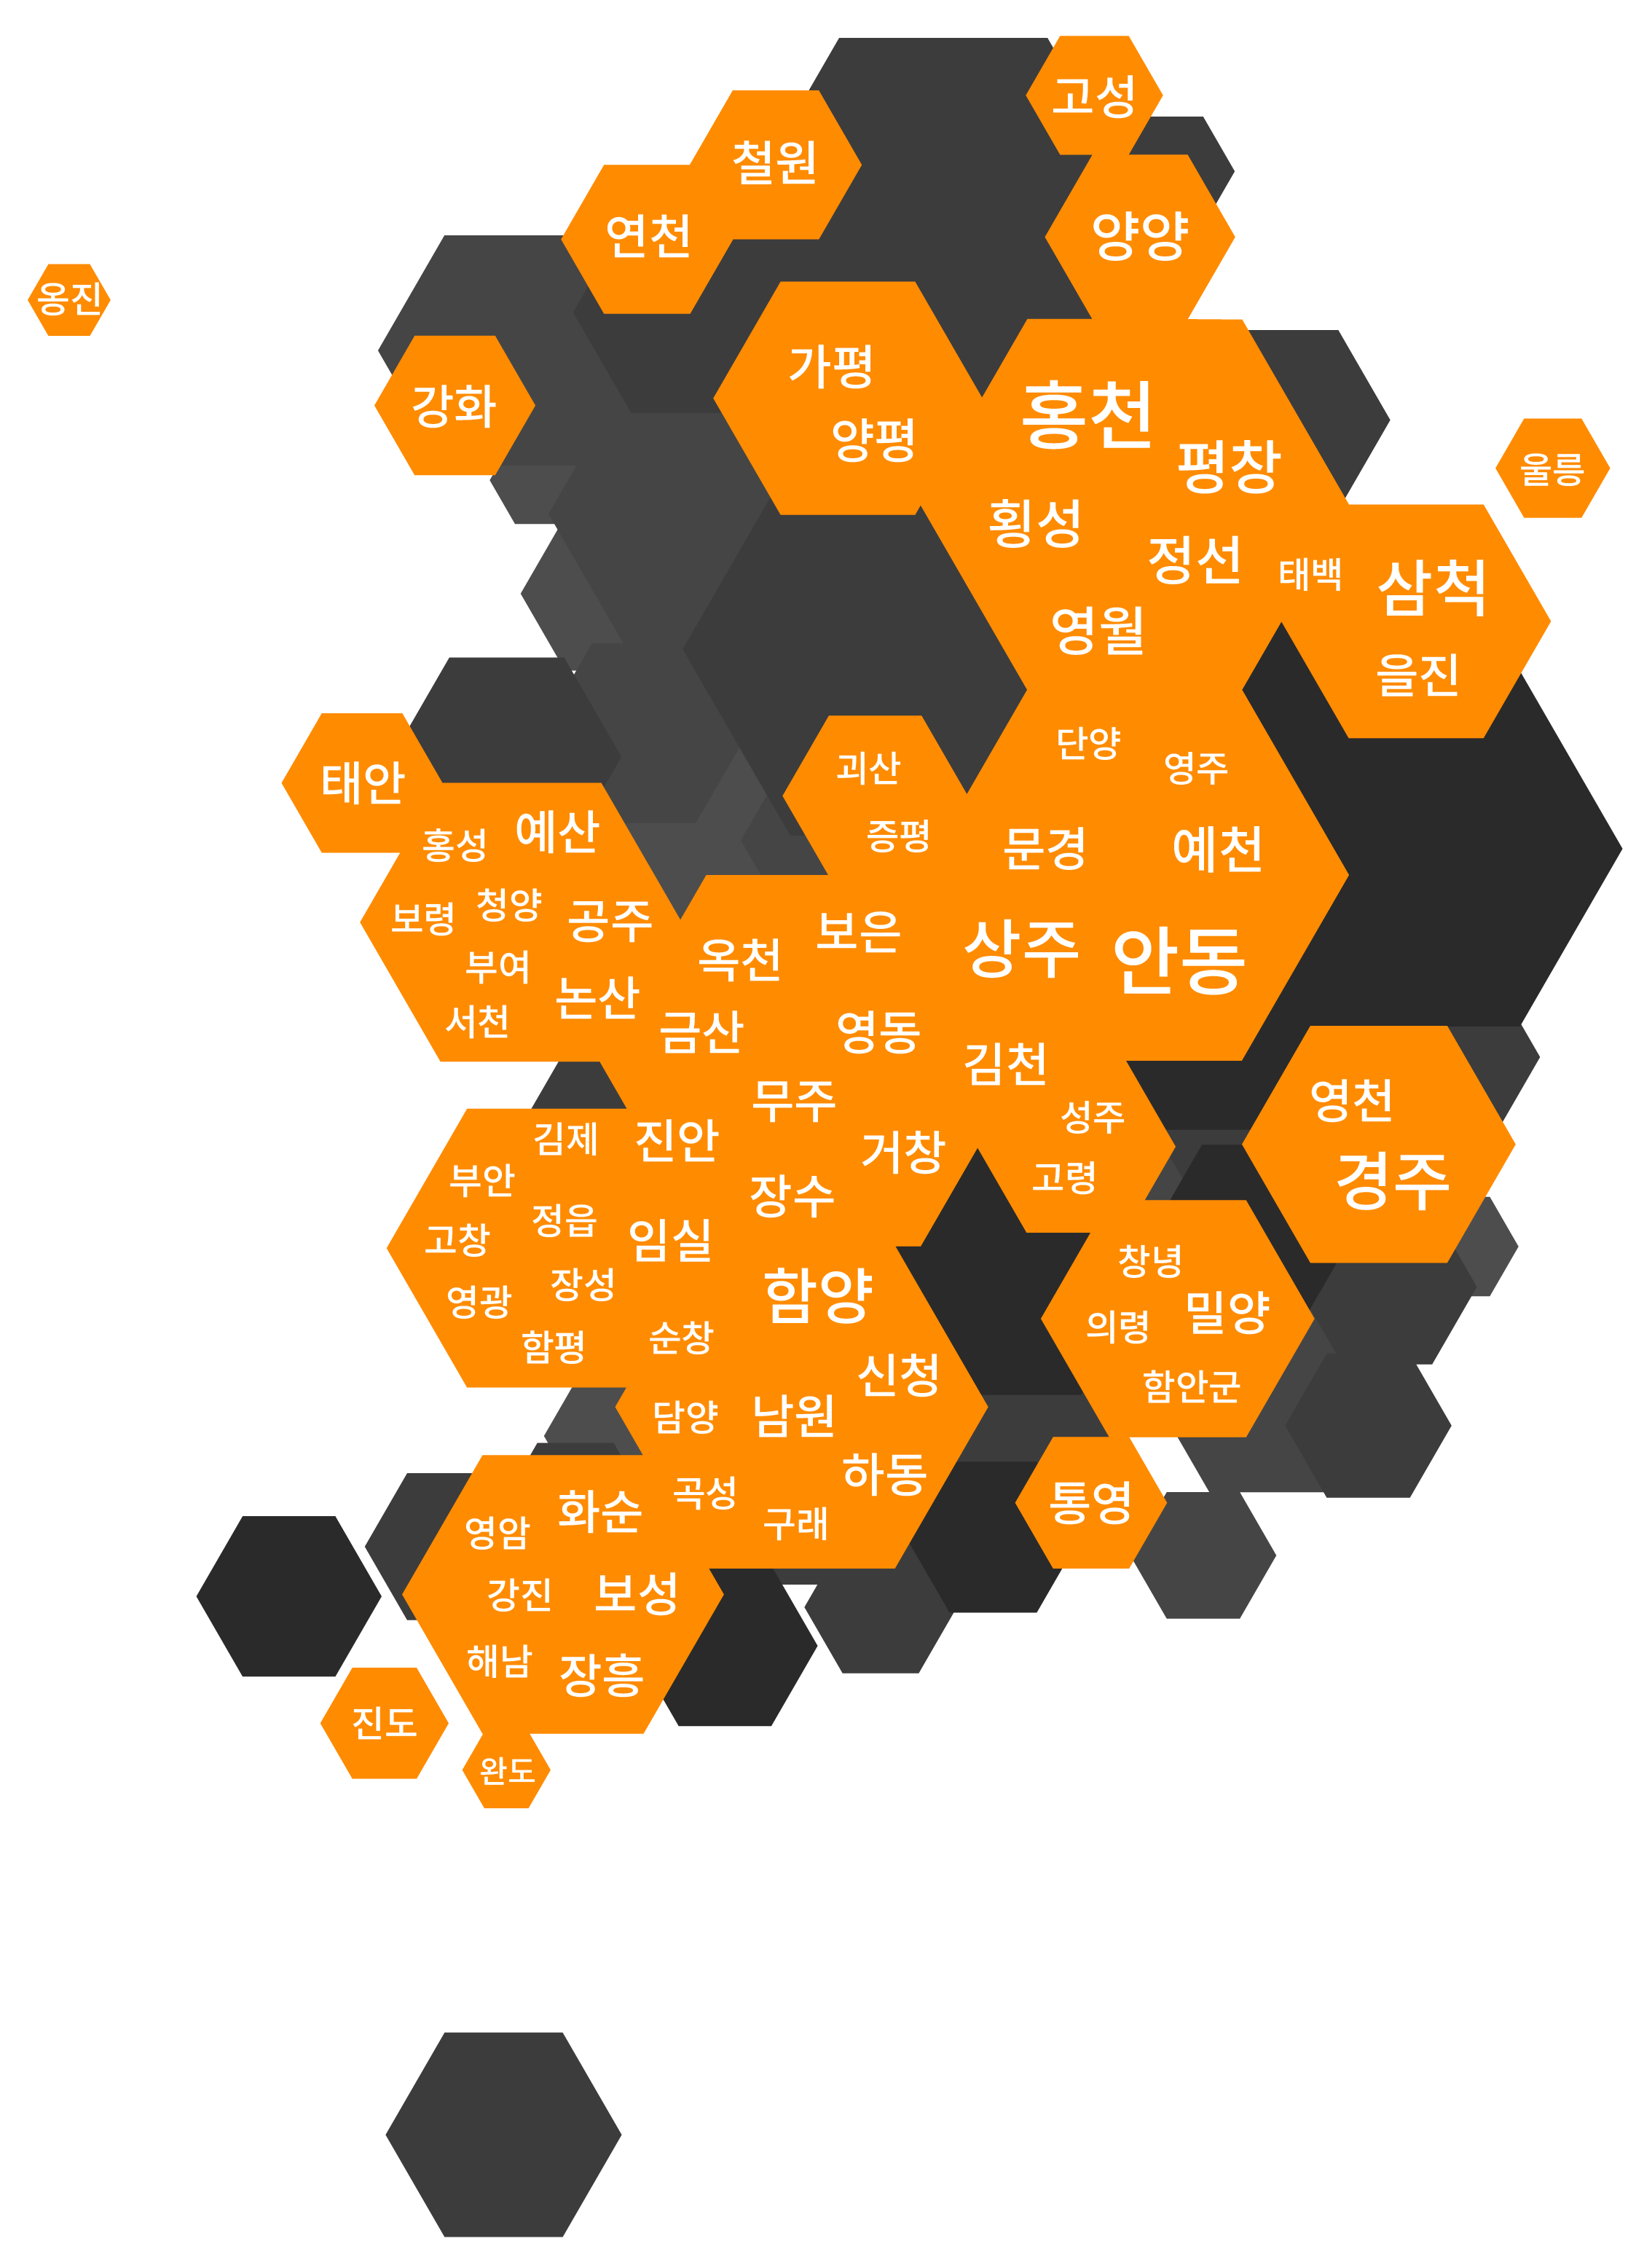 고성
철원
연천
양양
옹진
가평
강화
양평
홍천
평창
울릉
횡성
정선
태백
삼척
영월
을진
단양
영주
괴산
태안
예산
홍성
증평
문경
예천
보령
청양
공주
보은
옥천
상주
안동
부여
논산
서천
금산
영동
김천
무주
성주
영천
김제
진안
거창
부안
장수
고령
경주
정읍
고창
임실
창녕
장성
영광
함양
의령
밀양
함평
순창
신청
함안군
담양
남원
하동
곡성
통영
화순
구래
영암
강진
보성
해남
장흥
진도
완도